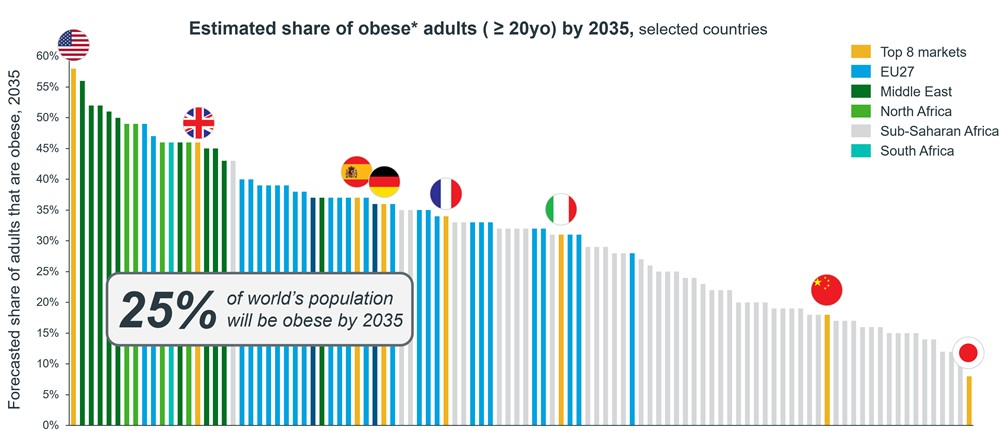 Estimated share of obese* adults ( ≥ 20yo) by 2035, selected countries
Forecasted share of adults that are obese, 2035
60%
55%
50%
45%
40%
35%
30%
25%
20%
15%
10%
5%
0%
Top 8 markets
EU27
Middle East
North Africa
Sub-Saharan Africa
South Africa
25%
of world's population
will be obese by 2035